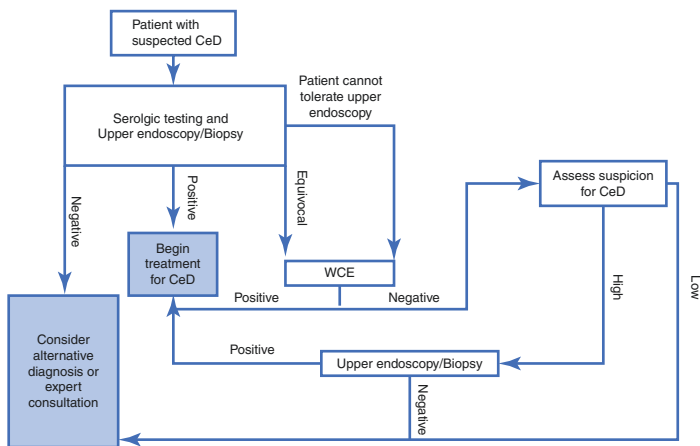 Patient with
suspected CeD
Patient cannot
tolerate upper
endoscopy
Serolgic testing and
Upper endoscopy/Biopsy
Negative
Positive
Equivocal
Assess suspicion
for CeD
Begin
treatment
for CeD
WCE
Positive
Negative
High
Low
Consider
alternative
diagnosis or
expert
consultation
Positive
Upper endoscopy/Biopsy
Negative